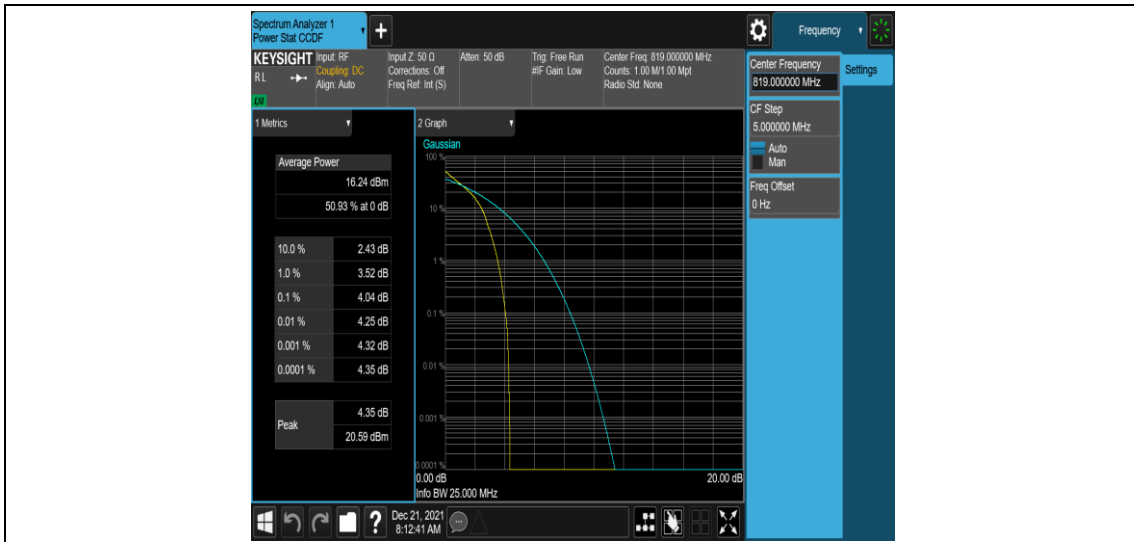 Spectrum Analyzer 1
Power Stat CCDF
Frequency
KEYSIGHT
RL
Input: RF
Coupling: DC
Align: Auto
Input Z: 50 Ω
Corrections: Off
Freq Ref: Int (S)
Atten: 50 dB
Trig: Free Run
#IF Gain: Low
Center Freq: 819.000000 MHz
Counts: 1.00 M/1.00 Mpt
Radio Std: None
Center Frequency
819.000000 MHz
Settings
CF Step
5.000000 MHz
Auto
Man
Freq Offset
0 Hz
1 Metrics
Average Power
16.24 dBm
50.93 % at 0 dB
10.0 % 2.43 dB
1.0 % 3.52 dB
0.1 % 4.04 dB
0.01 % 4.25 dB
0.001 % 4.32 dB
0.0001 % 4.35 dB
Peak
4.35 dB
20.59 dBm
2 Graph
Gaussian
100 %
10 %
1 %
0.1 %
0.01 %
0.001 %
0.0001 %
0.00 dB 20.00 dB
Info BW 25.000 MHz
Dec 21, 2021
8:12:41 AM